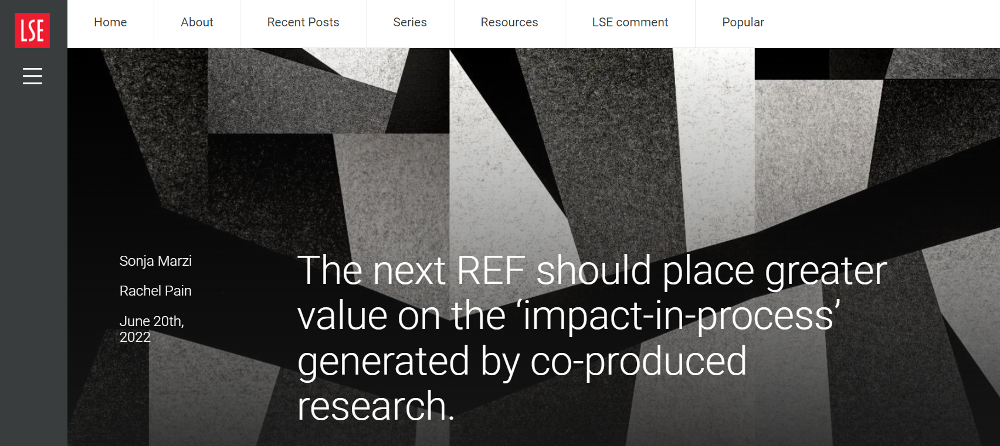 LSE
Home
About
Recent Posts
Series
Resources
LSE comment
Popular
Sonja Marzi
Rachel Pain
June 20th,
2022
The next REF should place greater
value on the ‘impact-in-process’
generated by co-produced
research.